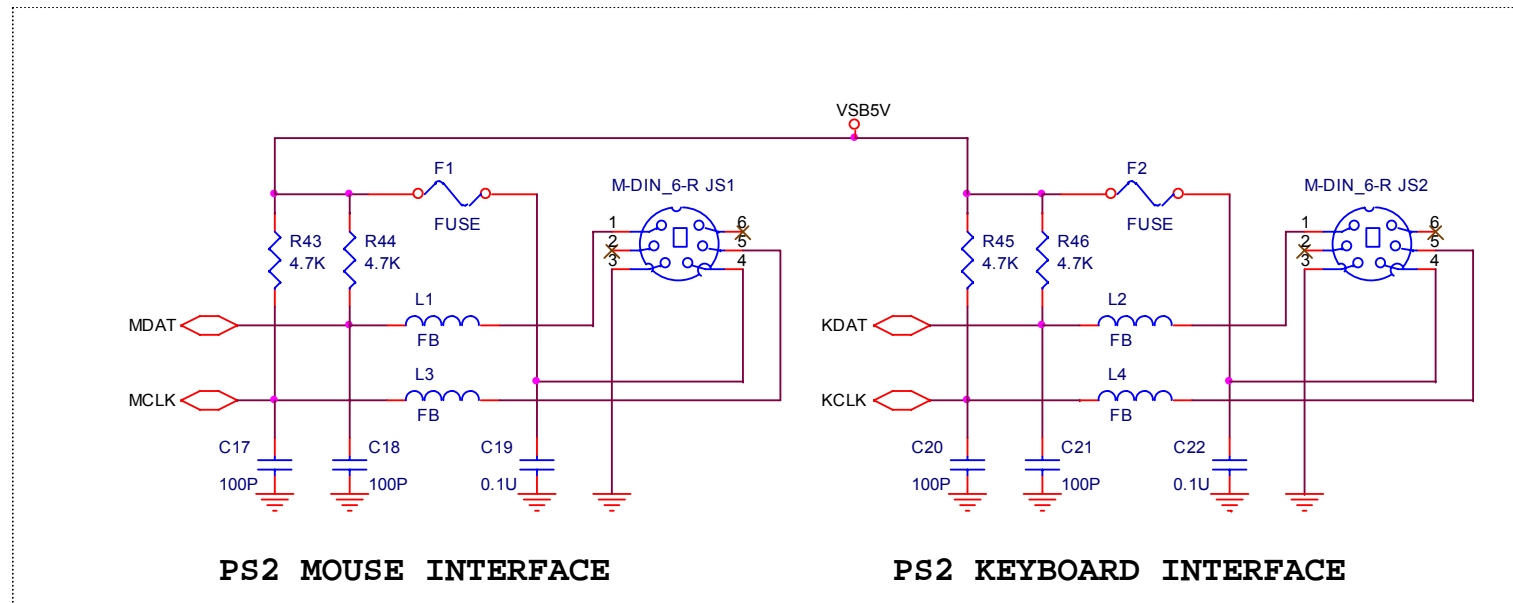 VSB5V
F1
FUSE
M-DIN_6-R JS1
1
2
3
6
5
4
R43
4.7K
R44
4.7K
MDAT
L1
FB
MCLK
L3
FB
C17
100P
C18
100P
C19
0.1U
PS2 MOUSE INTERFACE
F2
FUSE
M-DIN_6-R JS2
1
2
3
6
5
4
R45
4.7K
R46
4.7K
KDAT
L2
FB
KCLK
L4
FB
C20
100P
C21
100P
C22
0.1U
PS2 KEYBOARD INTERFACE